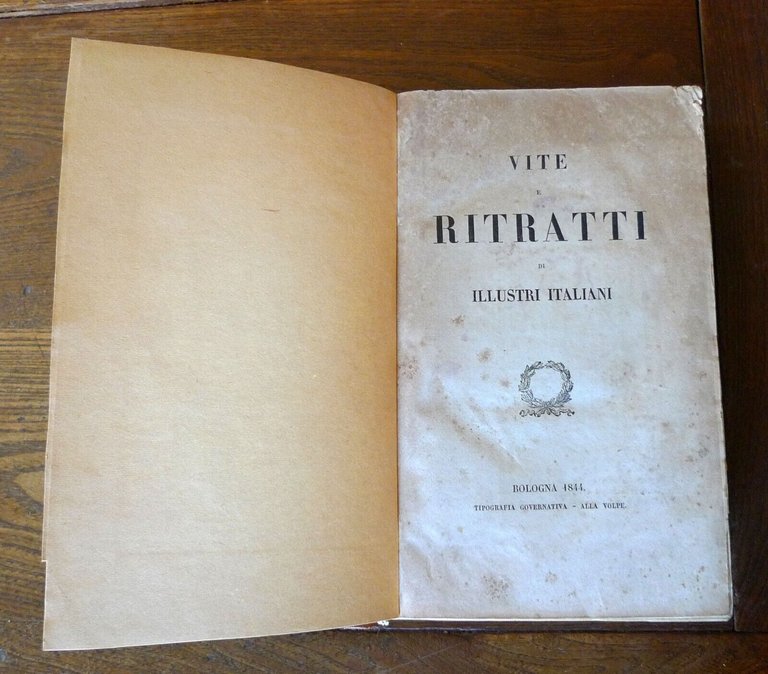 VITE
E
RITRATTI
DI
ILLUSTRI ITALIANI
BOLOGNA 1844.
TIPOGRAFIA GOVERNATIVA - ALLA VOLPE.